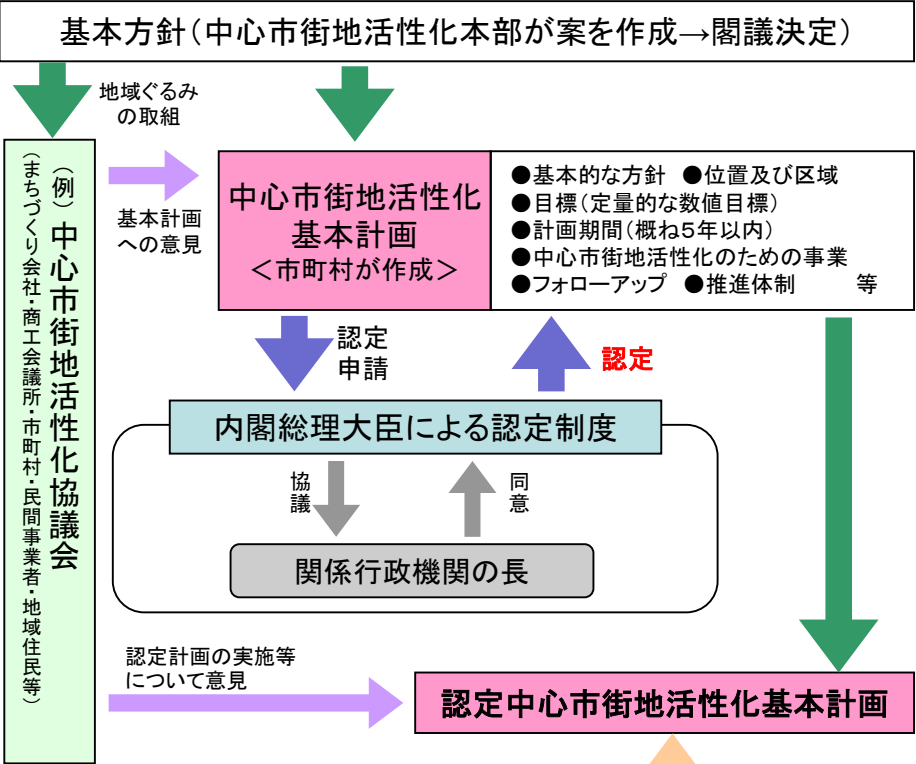 基本方針(中心市街地活性化本部が案を作成→閣議決定)
地域ぐるみ
の取組
基本計画
への意見
(例)中心市街地活性化協議会
(まちづくり会社・商工会議所・市町村・民間事業者・地域住民等)
中心市街地活性化
基本計画
<市町村が作成>
●基本的な方針 ●位置及び区域
●目標(定量的な数値目標)
●計画期間(概ね5年以内)
●中心市街地活性化のための事業
●フォローアップ ●推進体制 等
認定
申請
認定
内閣総理大臣による認定制度
協議
同意
関係行政機関の長
認定計画の実施等
について意見
認定中心市街地活性化基本計画